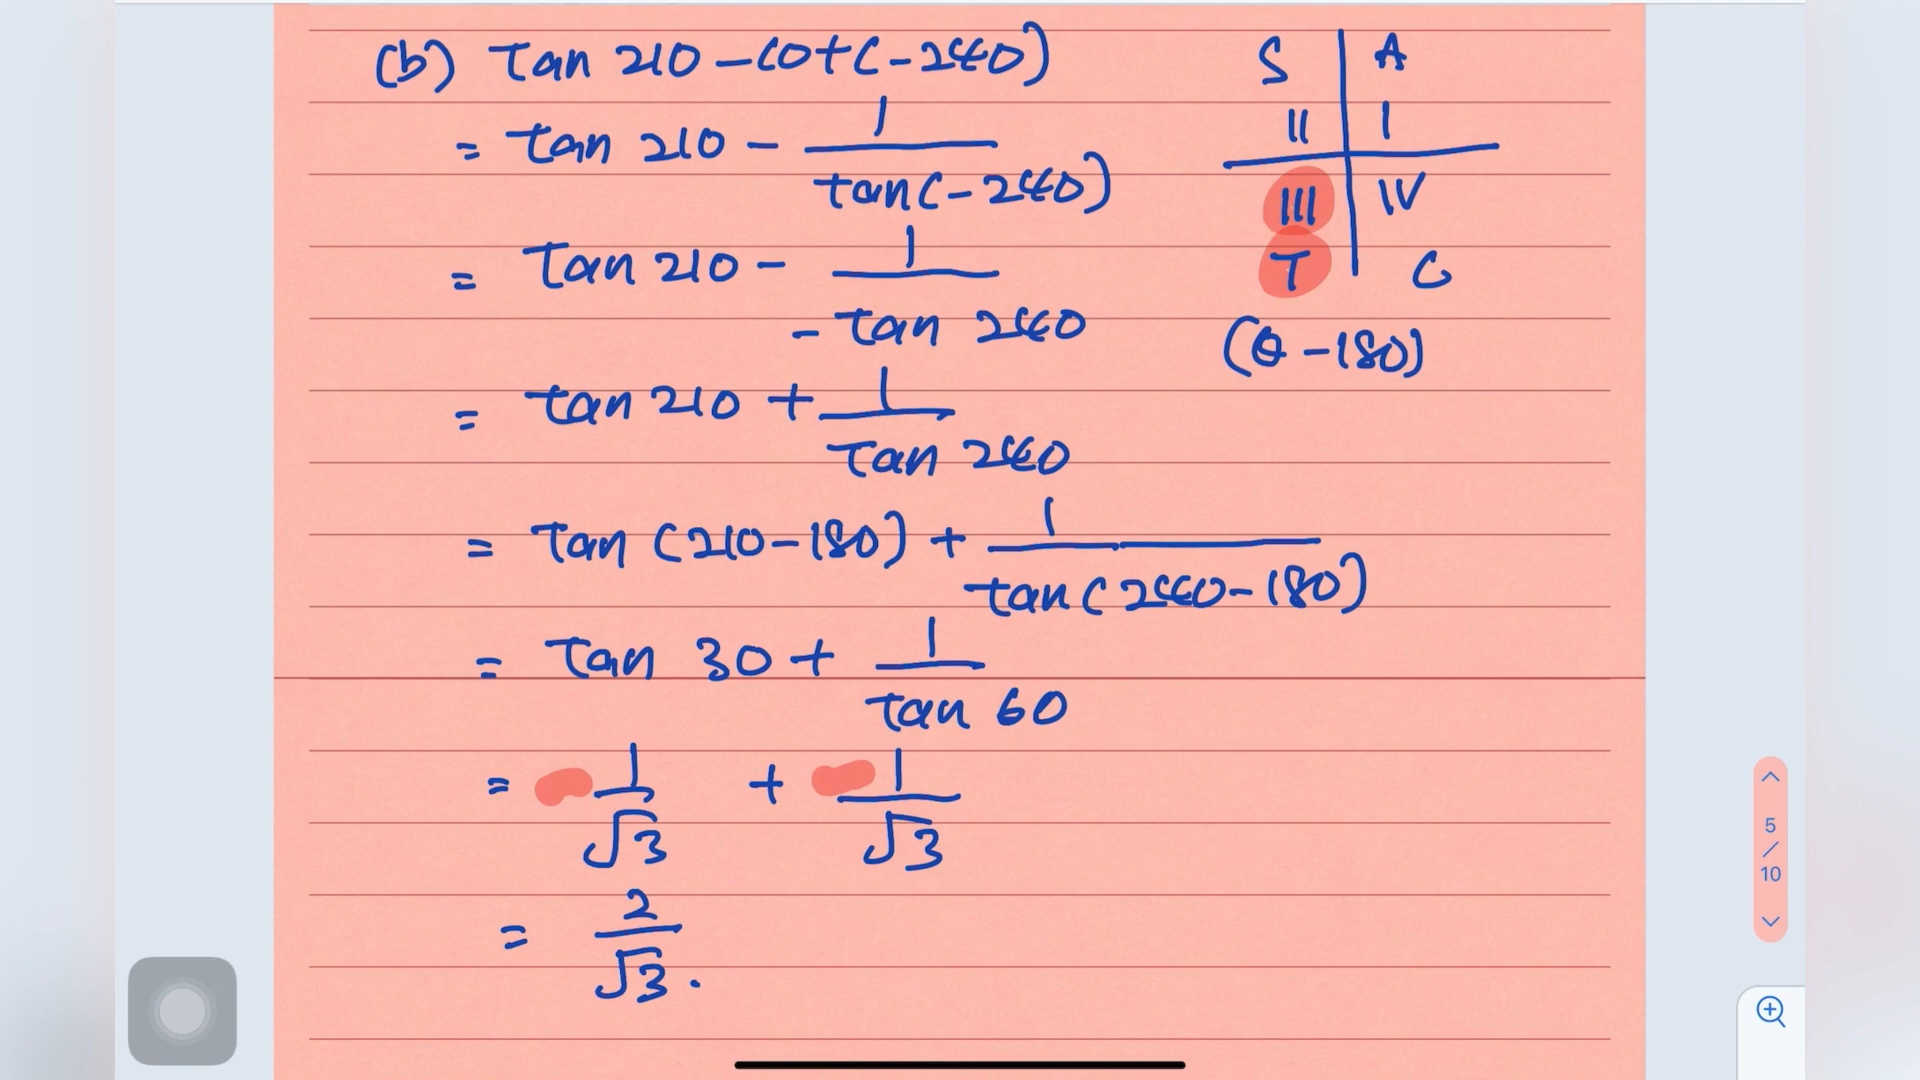 (b) Tan 210 - cot(-240)
= tan 210 - 1/tan(-240)
= Tan 210 - 1/-tan 240
= tan 210 + 1/Tan 240
= Tan (210-180) + 1/tan(240-180)
= Tan 30 + 1/tan 60
= 1/√3 + 1/√3
= 2/√3.
S A
II I
III IV
T C
(θ-180)
5
/
10